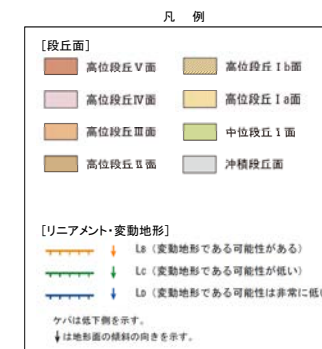 凡 例
[段丘面]
高位段丘Ⅴ面
高位段丘Ⅰb面
高位段丘Ⅳ面
高位段丘Ⅰa面
高位段丘Ⅲ面
中位段丘1面
高位段丘Ⅱ面
沖積段丘面
[リニアメント・変動地形]
LB (変動地形である可能性がある)
LC (変動地形である可能性が低い)
LD (変動地形である可能性は非常に低い
ケバは低下側を示す。
↓は地形面の傾斜の向きを示す。